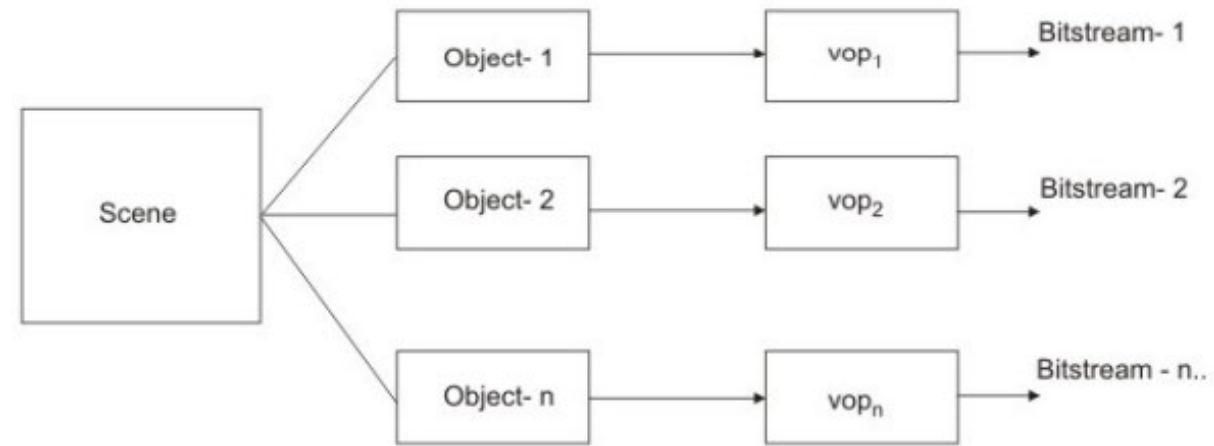 Object- 1
vop₁
Bitstream- 1
Scene
Object- 2
vop₂
Bitstream- 2
Object- n
vopₙ
Bitstream - n..